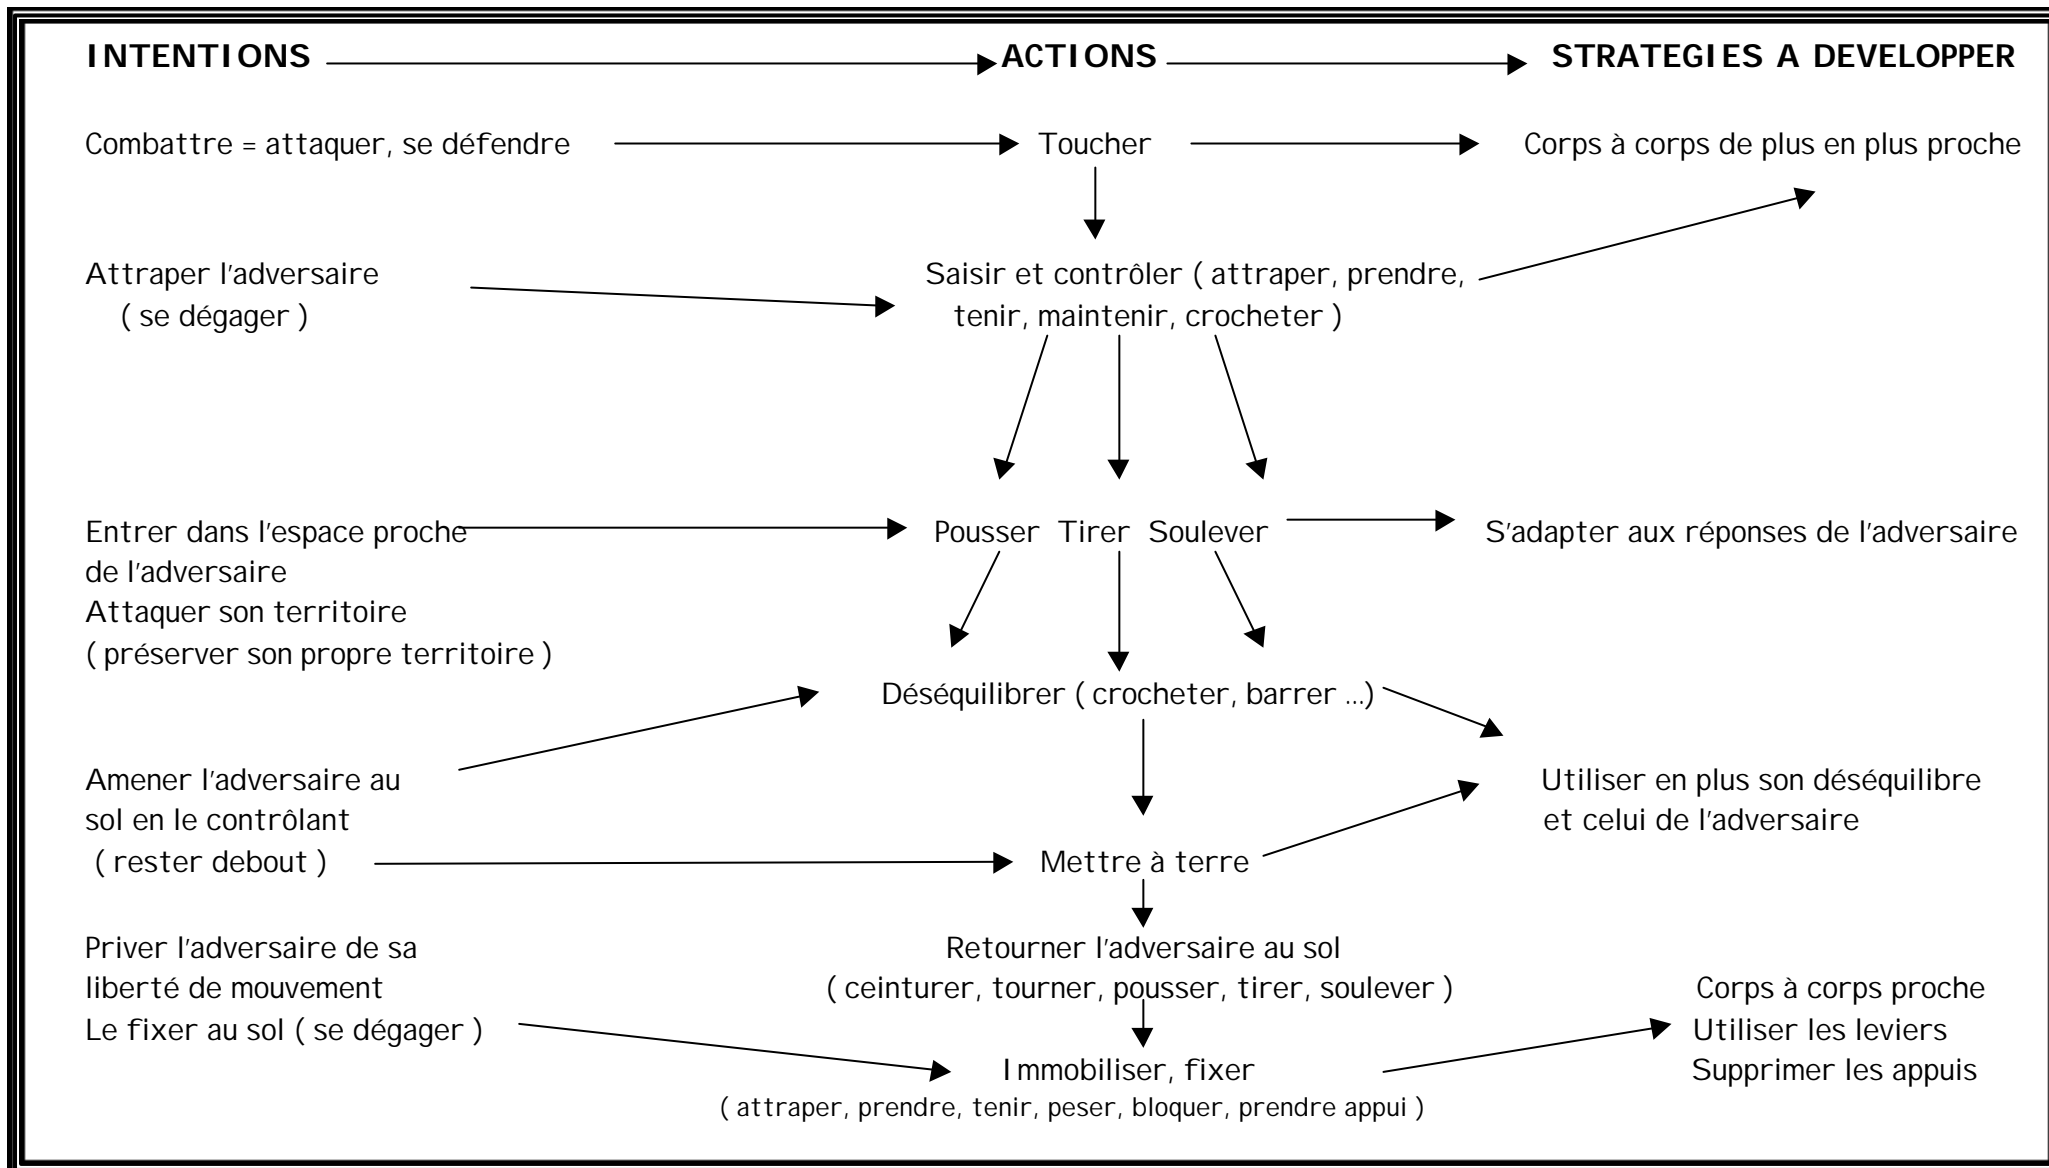 INTENTIONS ACTIONS STRATEGIES A DEVELOPPER
Combattre = attaquer, se défendre Toucher Corps à corps de plus en plus proche
Attraper l'adversaire Saisir et contrôler ( attraper, prendre,
( se dégager ) tenir, maintenir, crocheter )
Entrer dans l'espace proche Pousser Tirer Soulever S'adapter aux réponses de l'adversaire
de l'adversaire
Attaquer son territoire
( préserver son propre territoire )
Déséquilibrer ( crocheter, barrer ...)
Amener l'adversaire au Utiliser en plus son déséquilibre
sol en le contrôlant et celui de l'adversaire
( rester debout ) Mettre à terre
Priver l'adversaire de sa Retourner l'adversaire au sol
liberté de mouvement ( ceinturer, tourner, pousser, tirer, soulever ) Corps à corps proche
Le fixer au sol ( se dégager ) Utiliser les leviers
Immobiliser, fixer Supprimer les appuis
( attraper, prendre, tenir, peser, bloquer, prendre appui )